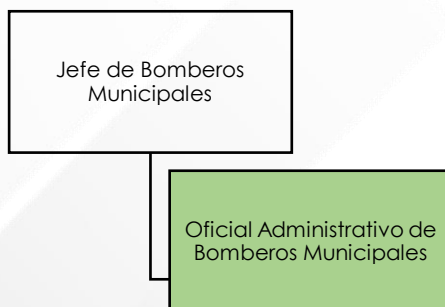 Jefe de Bomberos
Municipales
Oficial Administrativo de
Bomberos Municipales